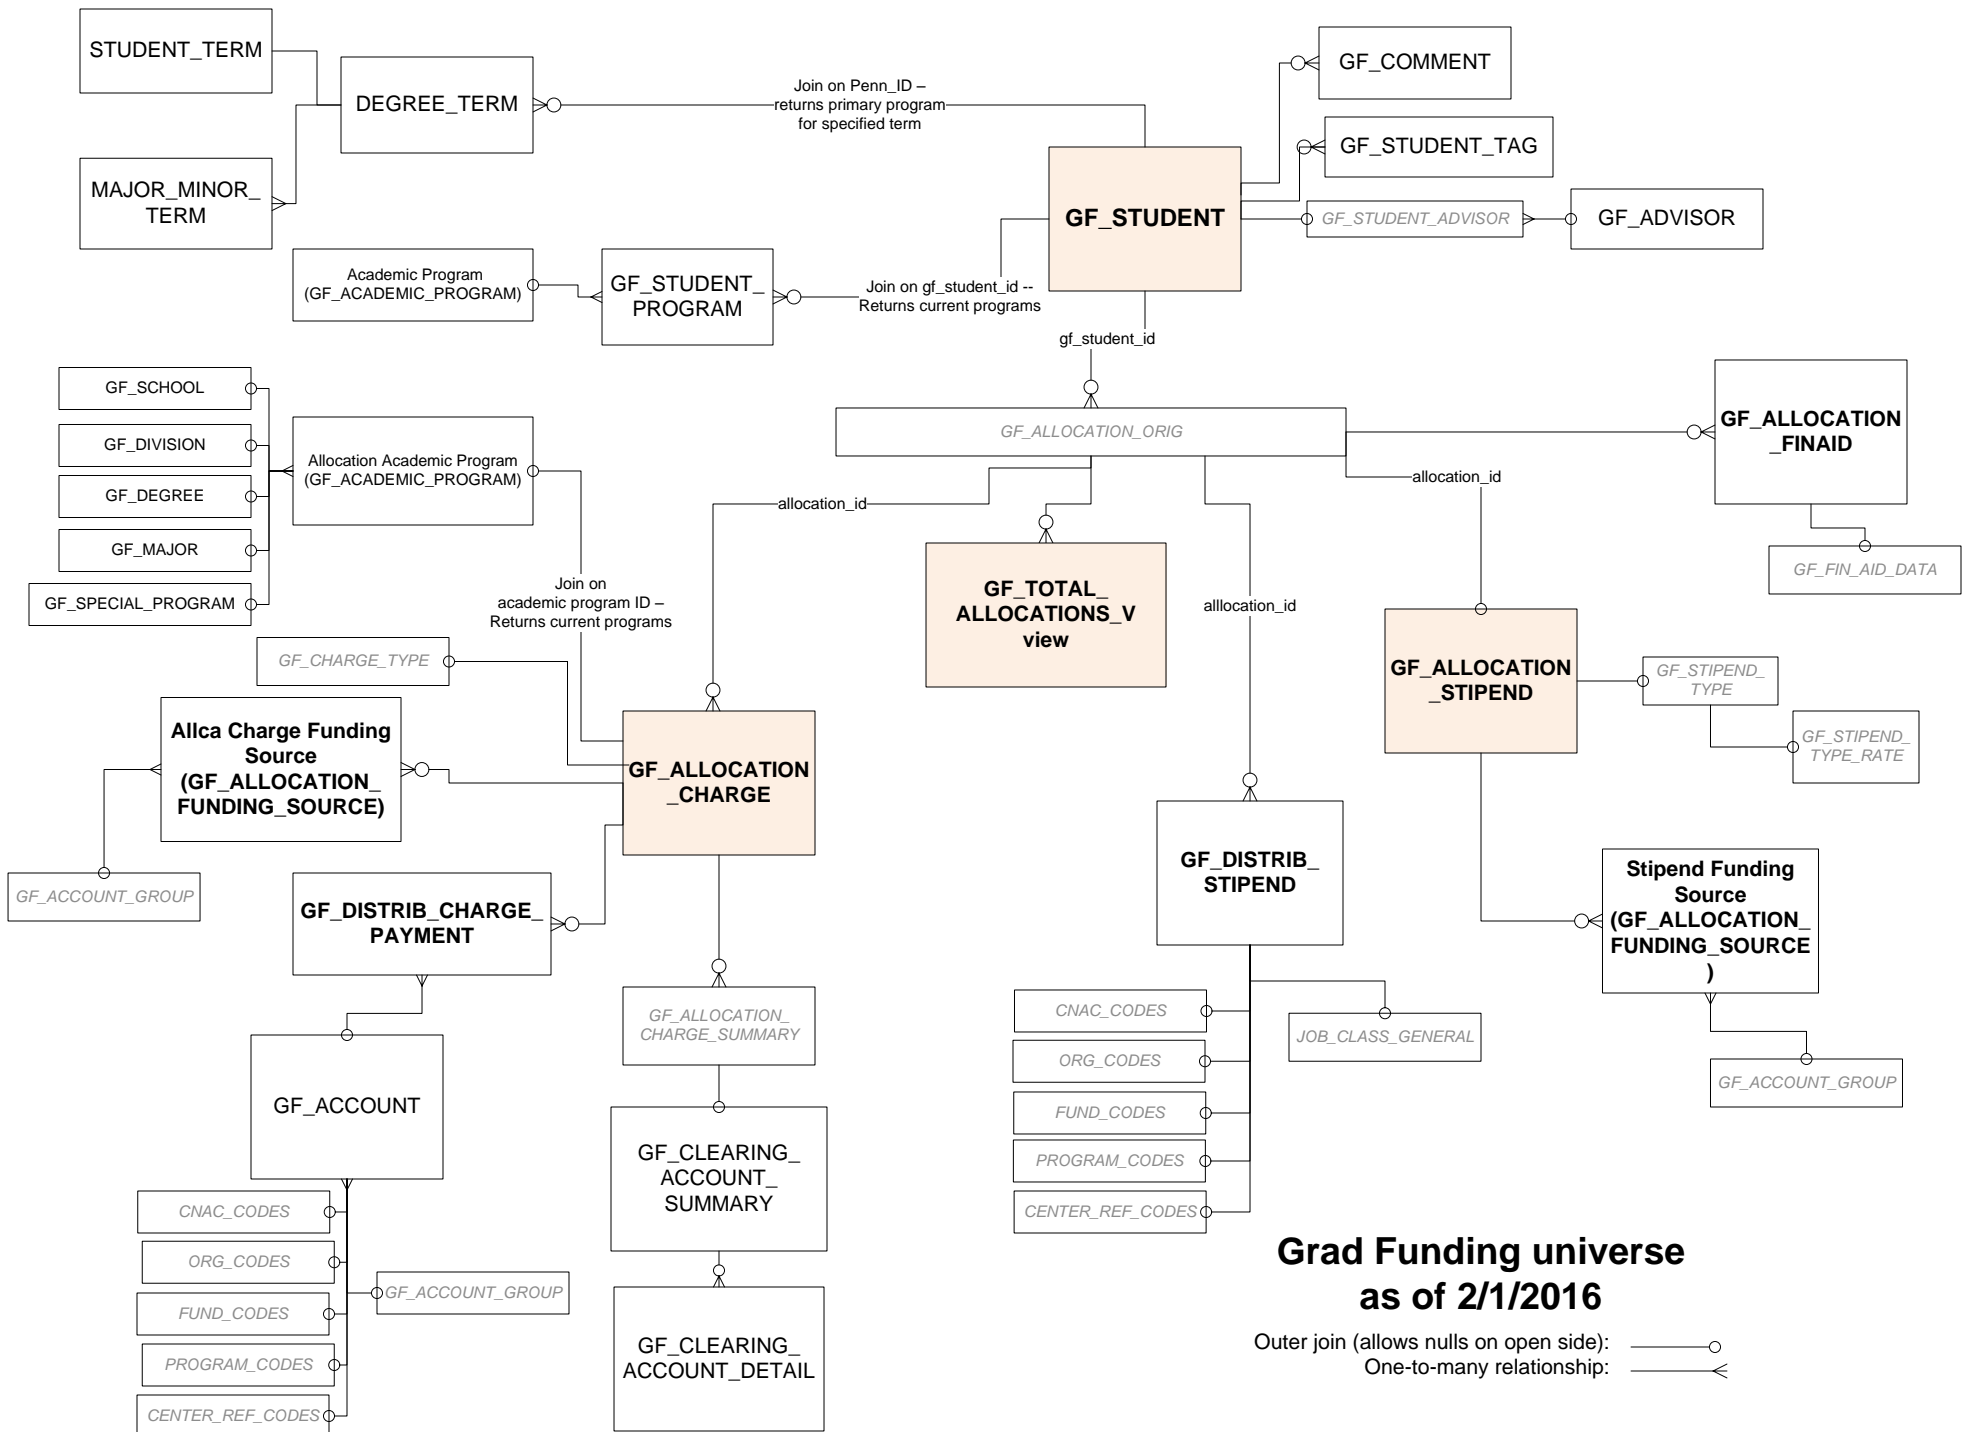 STUDENT_TERM
DEGREE_TERM
MAJOR_MINOR_
TERM
Join on Penn_ID –
returns primary program
for specified term
GF_COMMENT
GF_STUDENT_TAG
GF_STUDENT
GF_STUDENT_ADVISOR
GF_ADVISOR
Academic Program
(GF_ACADEMIC_PROGRAM)
GF_STUDENT_
PROGRAM
Join on gf_student_id --
Returns current programs
gf_student_id
GF_SCHOOL
GF_DIVISION
GF_DEGREE
GF_MAJOR
GF_SPECIAL_PROGRAM
Allocation Academic Program
(GF_ACADEMIC_PROGRAM)
GF_ALLOCATION_ORIG
GF_ALLOCATION
_FINAID
GF_FIN_AID_DATA
allocation_id
allocation_id
Join on
academic program ID –
Returns current programs
GF_TOTAL_
ALLOCATIONS_V
view
alllocation_id
GF_CHARGE_TYPE
GF_ALLOCATION
_STIPEND
GF_STIPEND_
TYPE
GF_STIPEND_
TYPE_RATE
Allca Charge Funding
Source
(GF_ALLOCATION_
FUNDING_SOURCE)
GF_ALLOCATION
_CHARGE
GF_ACCOUNT_GROUP
GF_DISTRIB_CHARGE_
PAYMENT
GF_DISTRIB_
STIPEND
Stipend Funding
Source
(GF_ALLOCATION_
FUNDING_SOURCE
)
GF_ALLOCATION_
CHARGE_SUMMARY
CNAC_CODES
ORG_CODES
FUND_CODES
PROGRAM_CODES
CENTER_REF_CODES
JOB_CLASS_GENERAL
GF_ACCOUNT_GROUP
GF_ACCOUNT
GF_CLEARING_
ACCOUNT_
SUMMARY
CNAC_CODES
ORG_CODES
FUND_CODES
PROGRAM_CODES
CENTER_REF_CODES
GF_ACCOUNT_GROUP
GF_CLEARING_
ACCOUNT_DETAIL
Grad Funding universe
as of 2/1/2016
Outer join (allows nulls on open side):
One-to-many relationship: